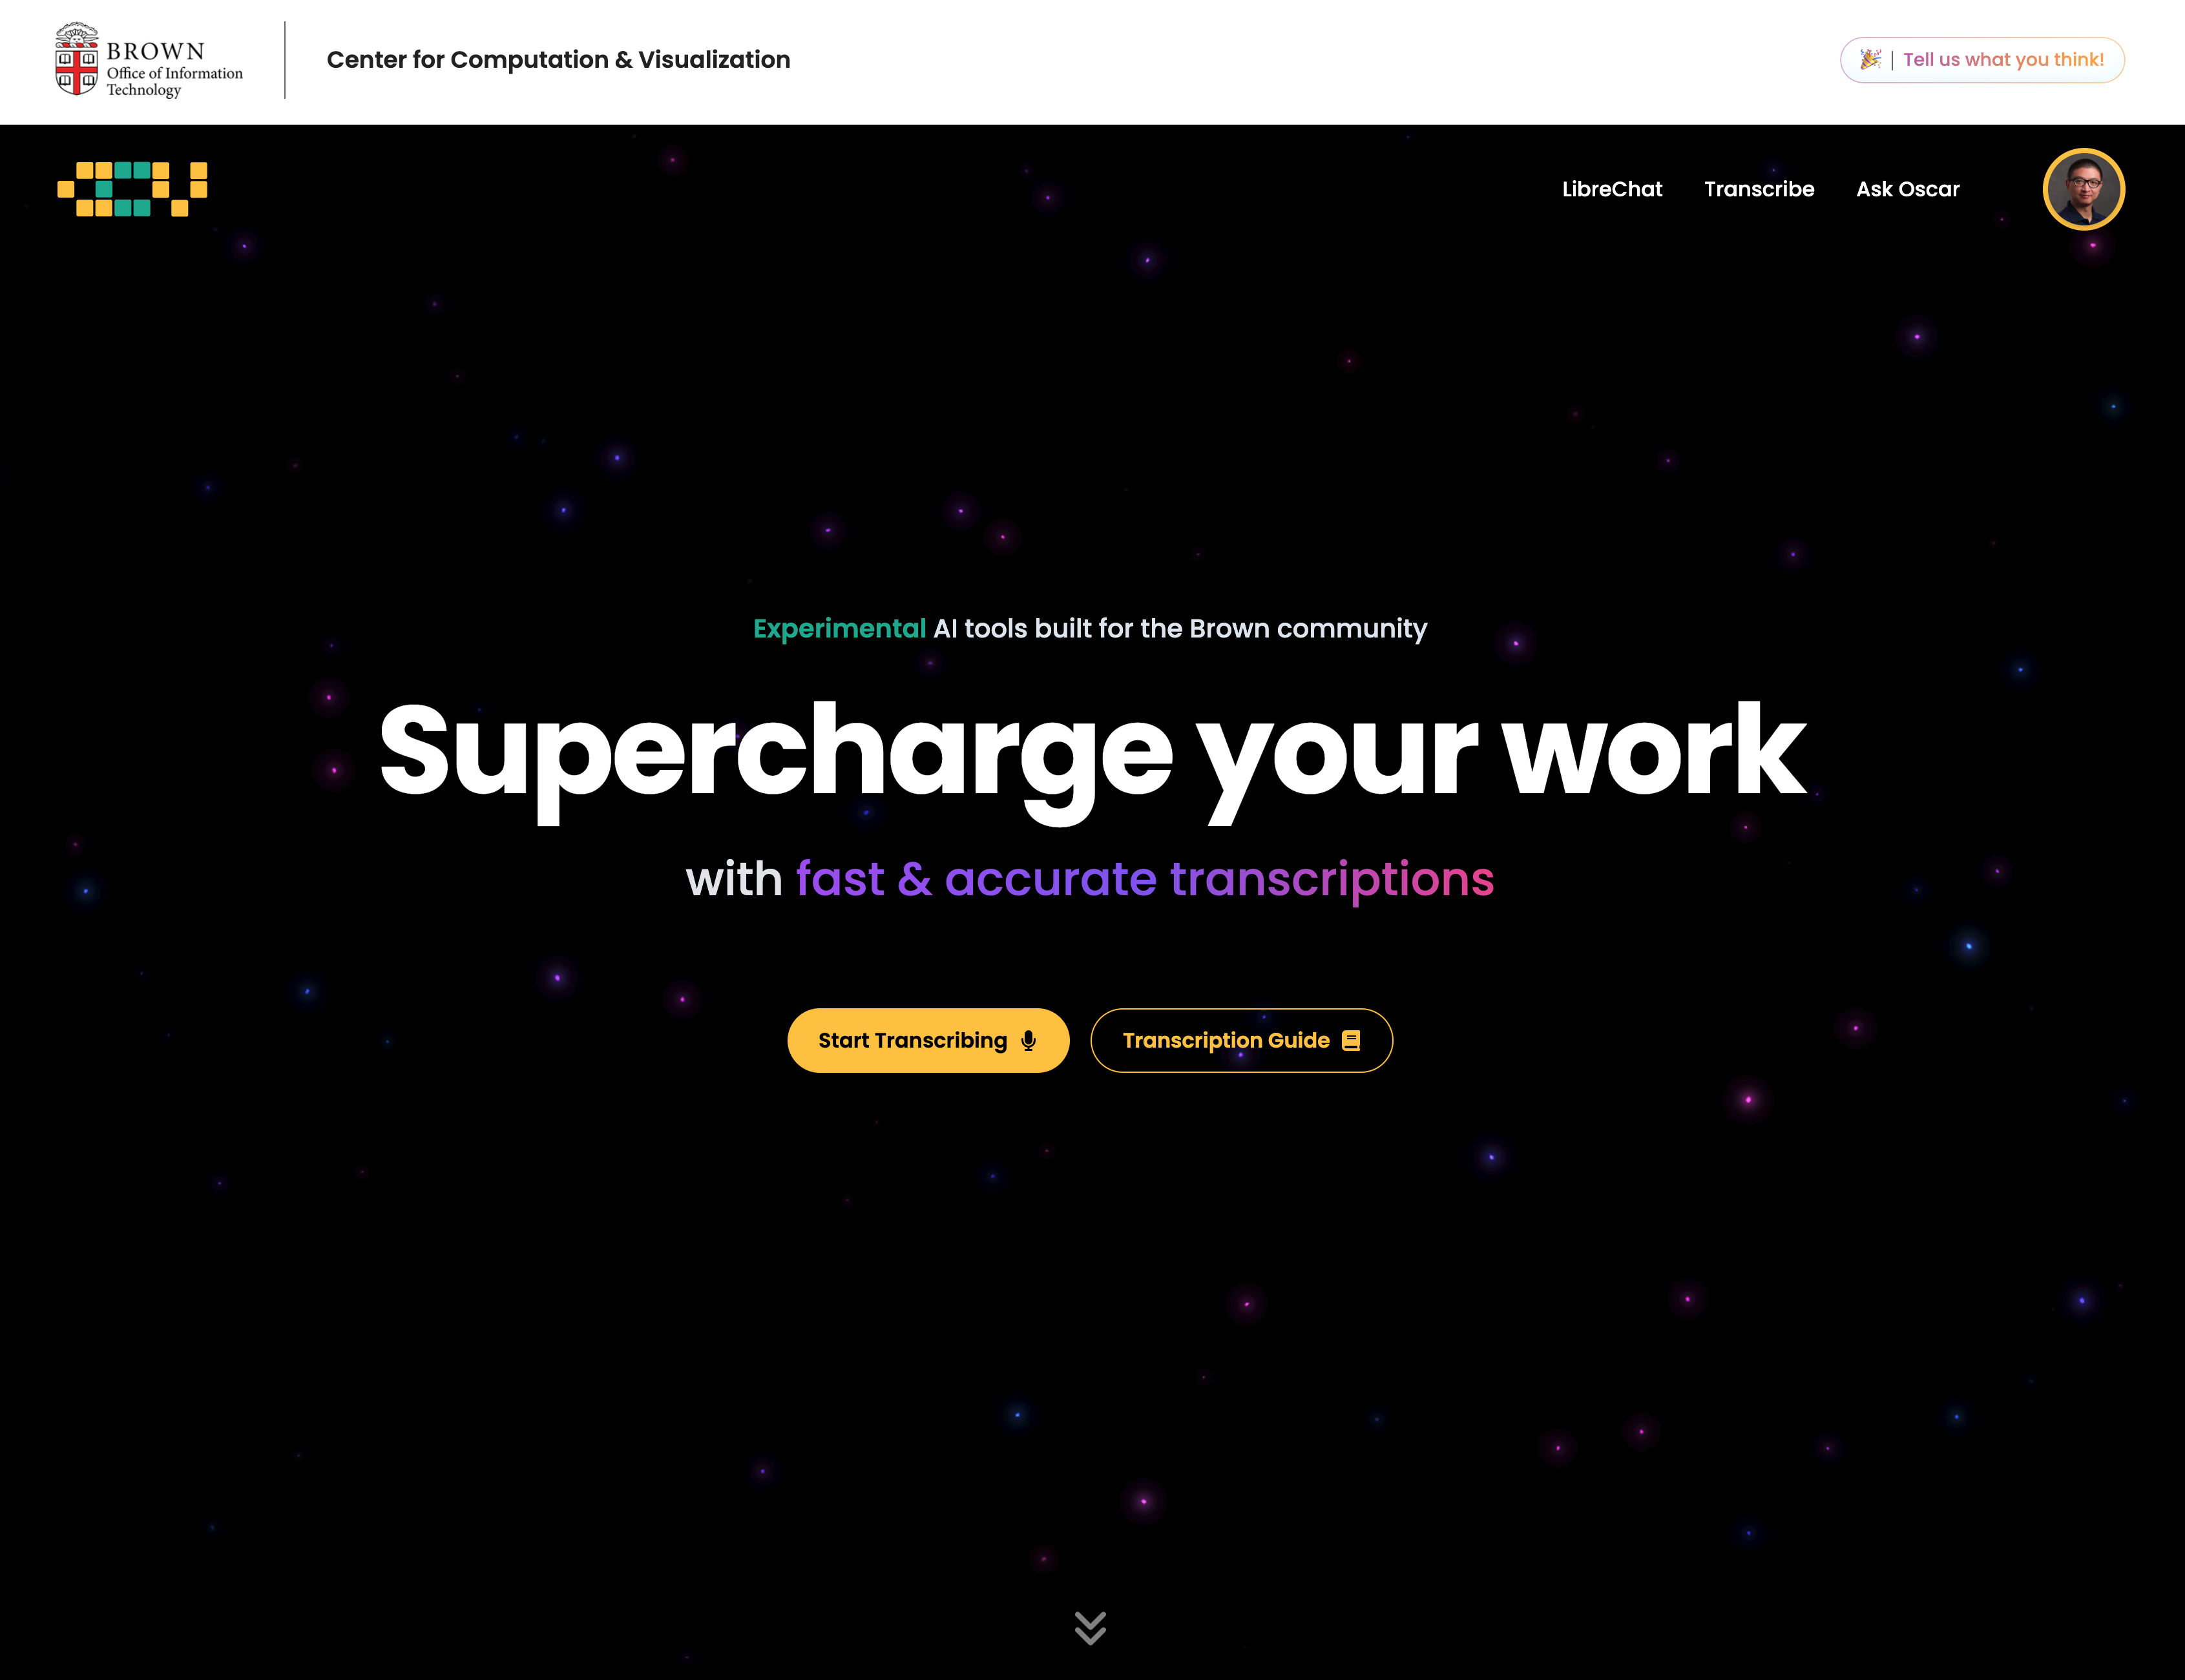 BROWN
Office of Information
Technology
Center for Computation & Visualization
Tell us what you think!
ccv
LibreChat
Transcribe
Ask Oscar
Experimental AI tools built for the Brown community
Supercharge your work
with fast & accurate transcriptions
Start Transcribing
Transcription Guide